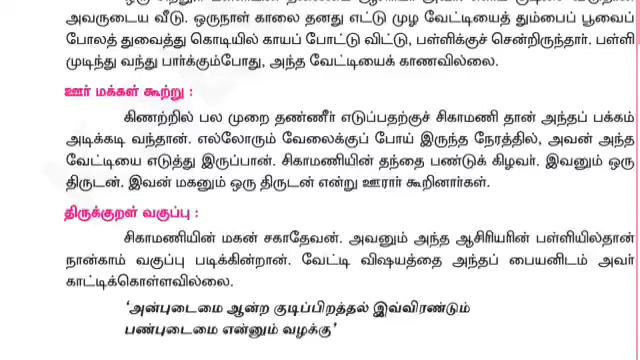 அவருடைய வீடு. ஒருநாள் காலை தனது எட்டு முழ வேட்டியைத் தும்பைப் பூவைப்
போலத் துவைத்து கொடியில் காயப் போட்டு விட்டு, பள்ளிக்குச் சென்றிருந்தார். பள்ளி
முடிந்து வந்து பார்க்கும்போது, அந்த வேட்டியைக் காணவில்லை.
ஊர் மக்கள் கூற்று :
கிணற்றில் பல முறை தண்ணீர் எடுப்பதற்குச் சிகாமணி தான் அந்தப் பக்கம்
அடிக்கடி வந்தான். எல்லோரும் வேலைக்குப் போய் இருந்த நேரத்தில், அவன் அந்த
வேட்டியை எடுத்து இருப்பான். சிகாமணியின் தந்தை பண்டுக் கிழவர். இவனும் ஒரு
திருடன். இவன் மகனும் ஒரு திருடன் என்று ஊரார் கூறினார்கள்.
திருக்குறள் வகுப்பு :
சிகாமணியின் மகன் சகாதேவன். அவனும் அந்த ஆசிரியரின் பள்ளியில்தான்
நான்காம் வகுப்பு படிக்கின்றான். வேட்டி விஷயத்தை அந்தப் பையனிடம் அவர்
காட்டிக்கொள்ளவில்லை.
‘அன்புடைமை ஆன்ற குடிப்பிறத்தல் இவ்விரண்டும்
பண்புடைமை என்னும் வழக்கு’